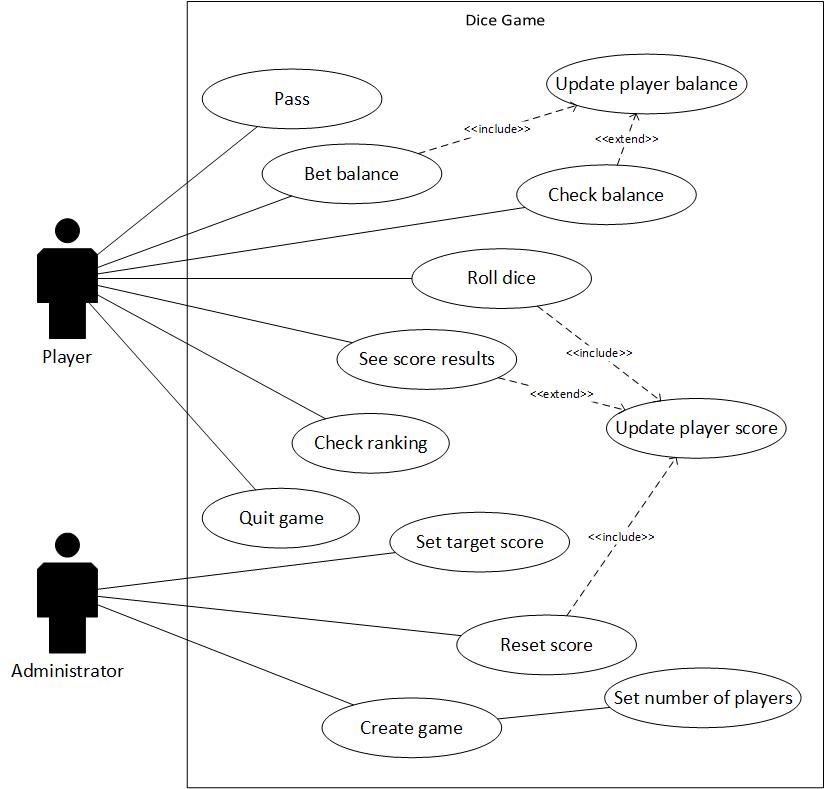 Dice Game
Update player balance
Pass
<<include>>
<<extend>>
Bet balance
Check balance
Roll dice
Player
See score results
<<include>>
<<extend>>
Update player score
Check ranking
Quit game
Set target score
<<include>>
Administrator
Reset score
Set number of players
Create game